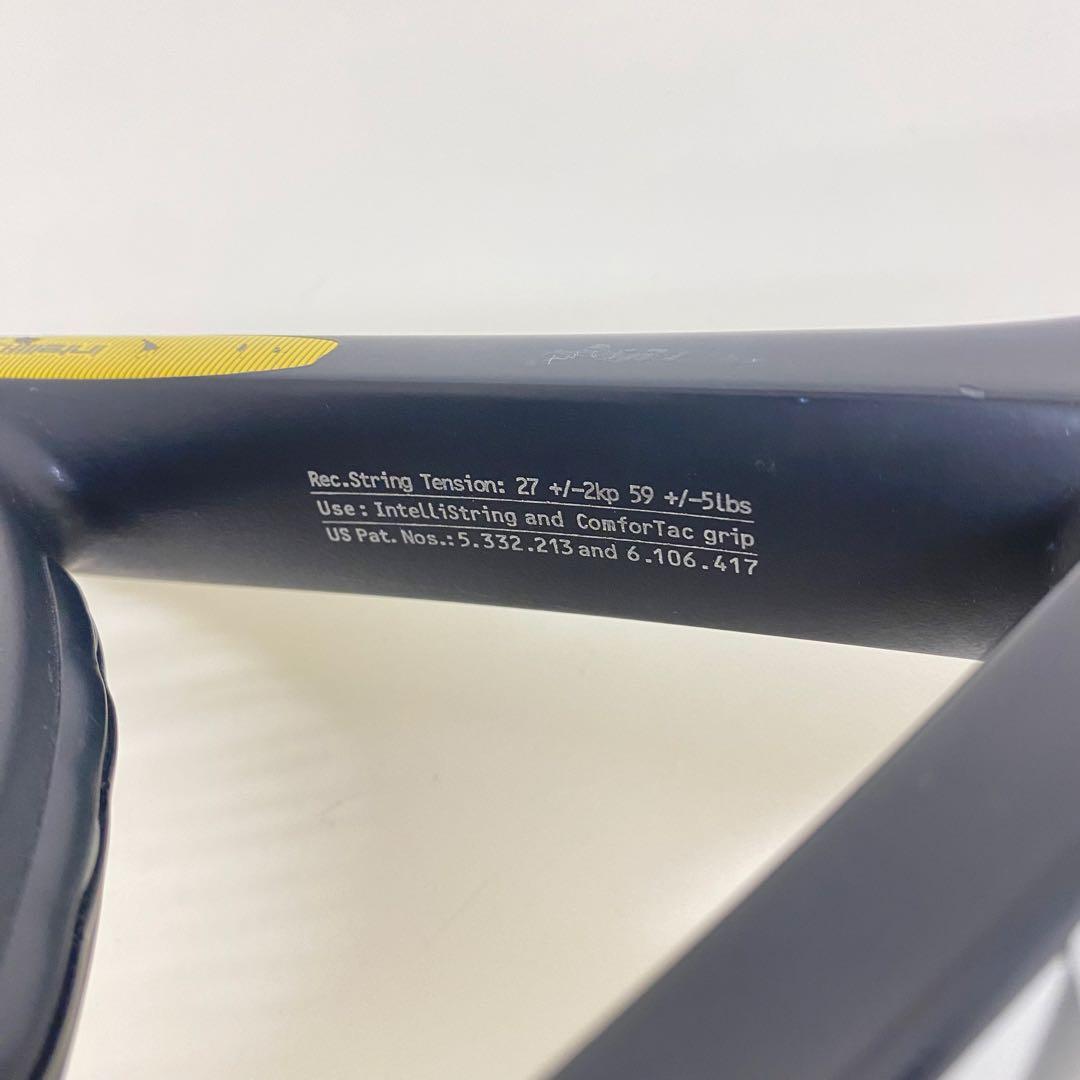 Rec.String Tension: 27 +/-2kp 59 +/-5lbs
Use: IntelliString and ComforTac grip
US Pat. Nos.: 5.332.213 and 6.106.417